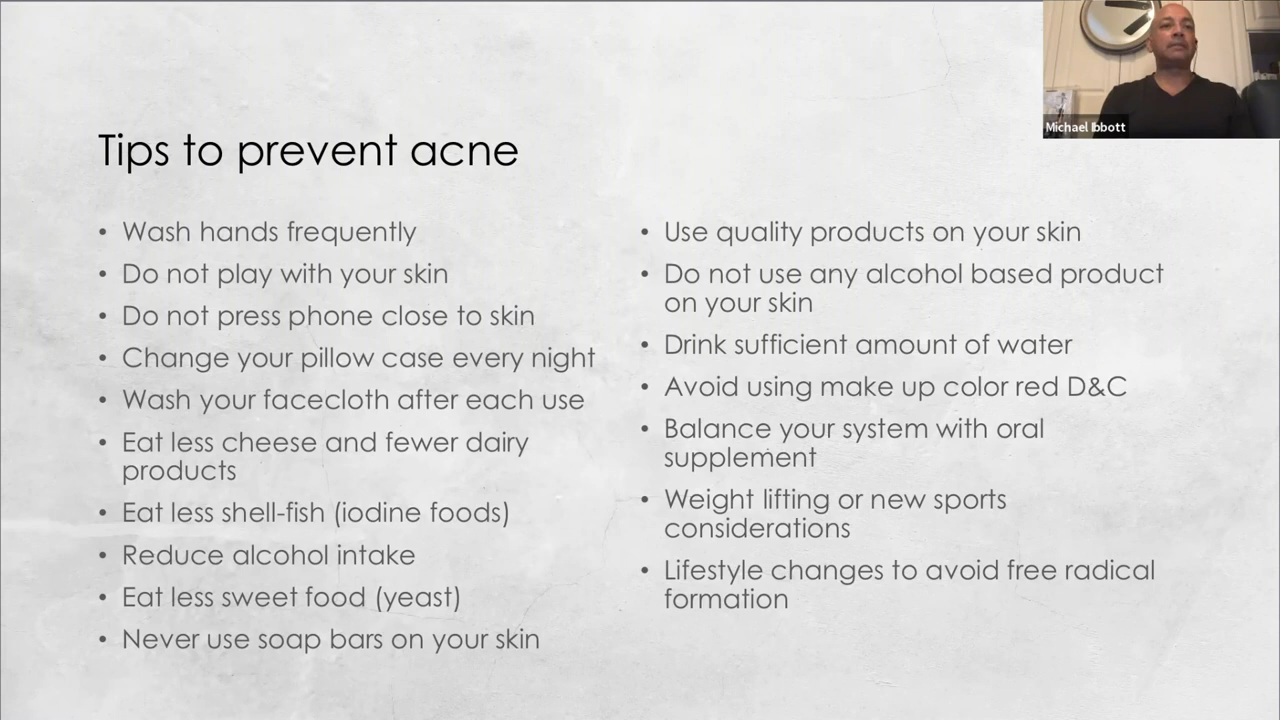 Michael Ibbott
Tips to prevent acne
• Wash hands frequently
• Do not play with your skin
• Do not press phone close to skin
• Change your pillow case every night
• Wash your facecloth after each use
• Eat less cheese and fewer dairy
products
• Eat less shell-fish (iodine foods)
• Reduce alcohol intake
• Eat less sweet food (yeast)
• Never use soap bars on your skin
• Use quality products on your skin
• Do not use any alcohol based product
on your skin
• Drink sufficient amount of water
• Avoid using make up color red D&C
• Balance your system with oral
supplement
• Weight lifting or new sports
considerations
• Lifestyle changes to avoid free radical
formation